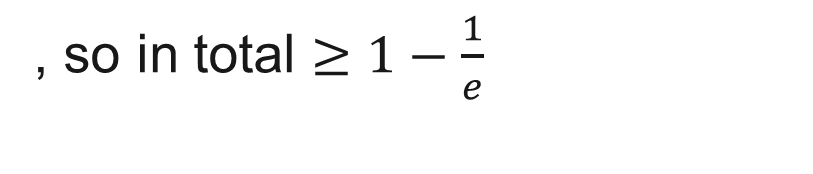 , so in total ≥ 1 − 1/e